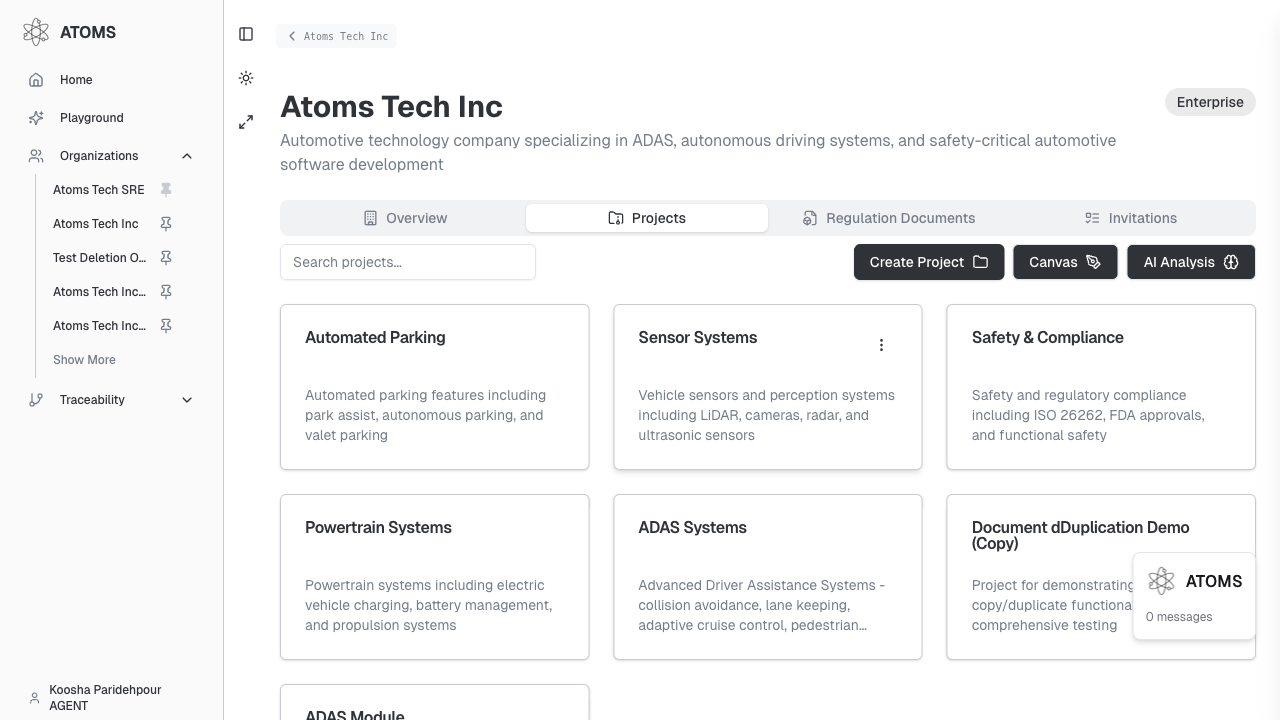 ATOMS
Home
Playground
Organizations
Atoms Tech SRE
Atoms Tech Inc
Test Deletion O...
Atoms Tech Inc...
Atoms Tech Inc...
Show More
Traceability
Koosha Paridehpour
AGENT
Atoms Tech Inc
Atoms Tech Inc
Enterprise
Automotive technology company specializing in ADAS, autonomous driving systems, and safety-critical automotive
software development
Overview
Projects
Regulation Documents
Invitations
Search projects...
Create Project
Canvas
AI Analysis
Automated Parking
Automated parking features including
park assist, autonomous parking, and
valet parking
Sensor Systems
Vehicle sensors and perception systems
including LiDAR, cameras, radar, and
ultrasonic sensors
Safety & Compliance
Safety and regulatory compliance
including ISO 26262, FDA approvals,
and functional safety
Powertrain Systems
Powertrain systems including electric
vehicle charging, battery management,
and propulsion systems
ADAS Systems
Advanced Driver Assistance Systems -
collision avoidance, lane keeping,
adaptive cruise control, pedestrian...
Document dDuplication Demo
(Copy)
Project for demonstrating
copy/duplicate functiona
comprehensive testing
ATOMS
0 messages
ADAS Module